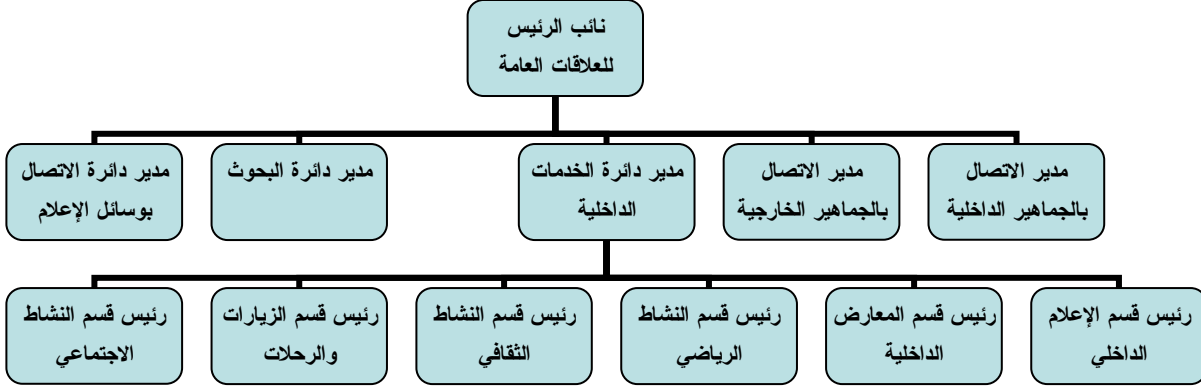 نائب الرئيس
للعلاقات العامة
مدير الاتصال
بالجماهير الداخلية
مدير الاتصال
بالجماهير الخارجية
مدير دائرة الخدمات
الداخلية
مدير دائرة البحوث
مدير دائرة الاتصال
بوسائل الإعلام
رئيس قسم الإعلام
الداخلي
رئيس قسم المعارض
الداخلية
رئيس قسم النشاط
الرياضي
رئيس قسم النشاط
الثقافي
رئيس قسم الزيارات
والرحلات
رئيس قسم النشاط
الاجتماعي